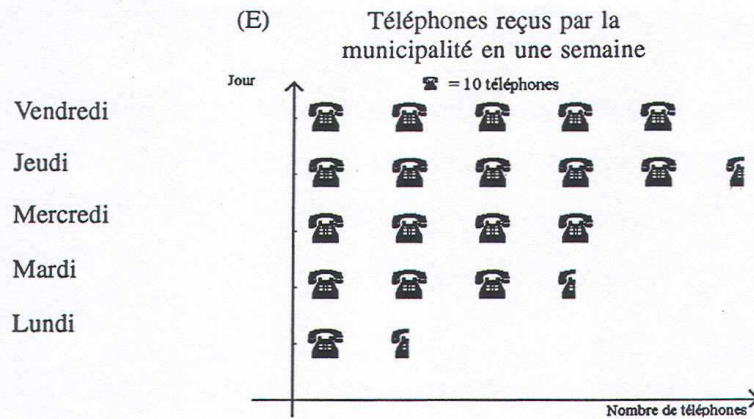 (E) Téléphones reçus par la
municipalité en une semaine
Jour
☎ = 10 téléphones
Vendredi
Jeudi
Mercredi
Mardi
Lundi
Nombre de téléphones